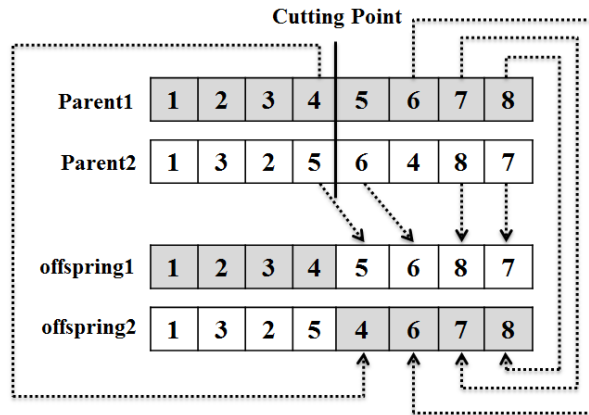 Cutting Point
Parent1 1 2 3 4 5 6 7 8
Parent2 1 3 2 5 6 4 8 7
offspring1 1 2 3 4 5 6 8 7
offspring2 1 3 2 5 4 6 7 8